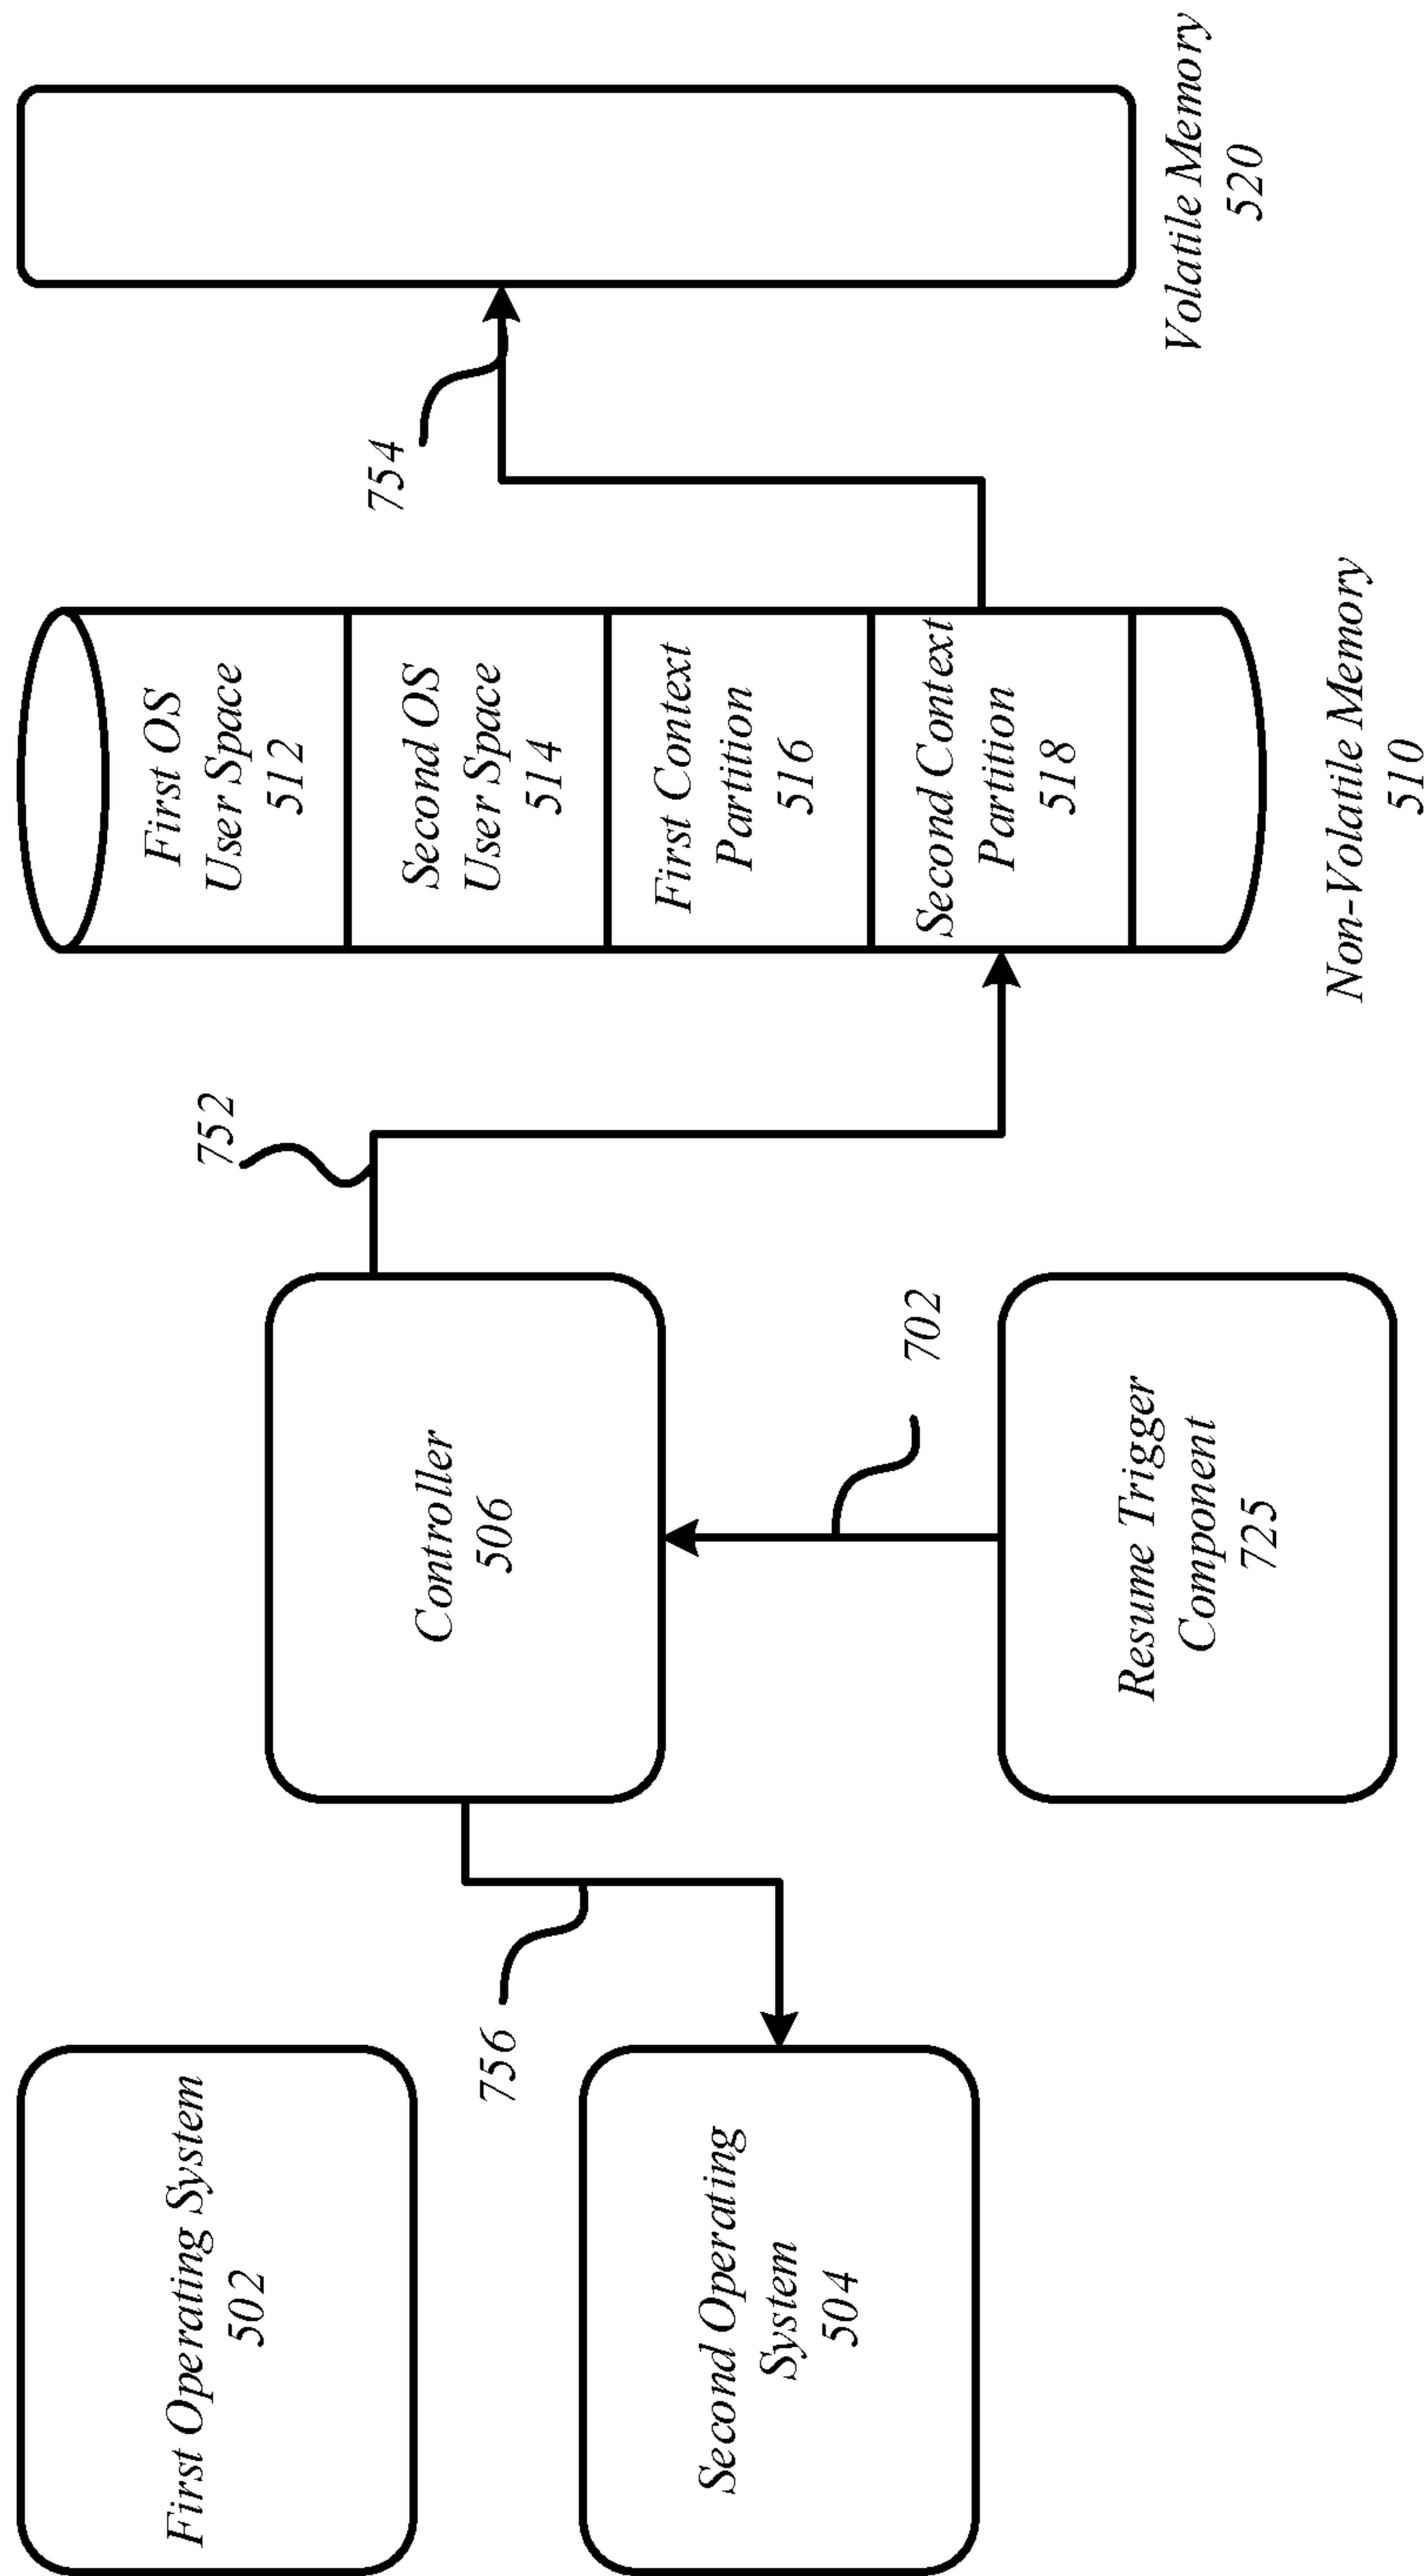 First Operating System
502
Second Operating
System
504
756
Controller
506
702
Resume Trigger
Component
725
752
First OS
User Space
512
Second OS
User Space
514
First Context
Partition
516
Second Context
Partition
518
Non-Volatile Memory
510
754
Volatile Memory
520